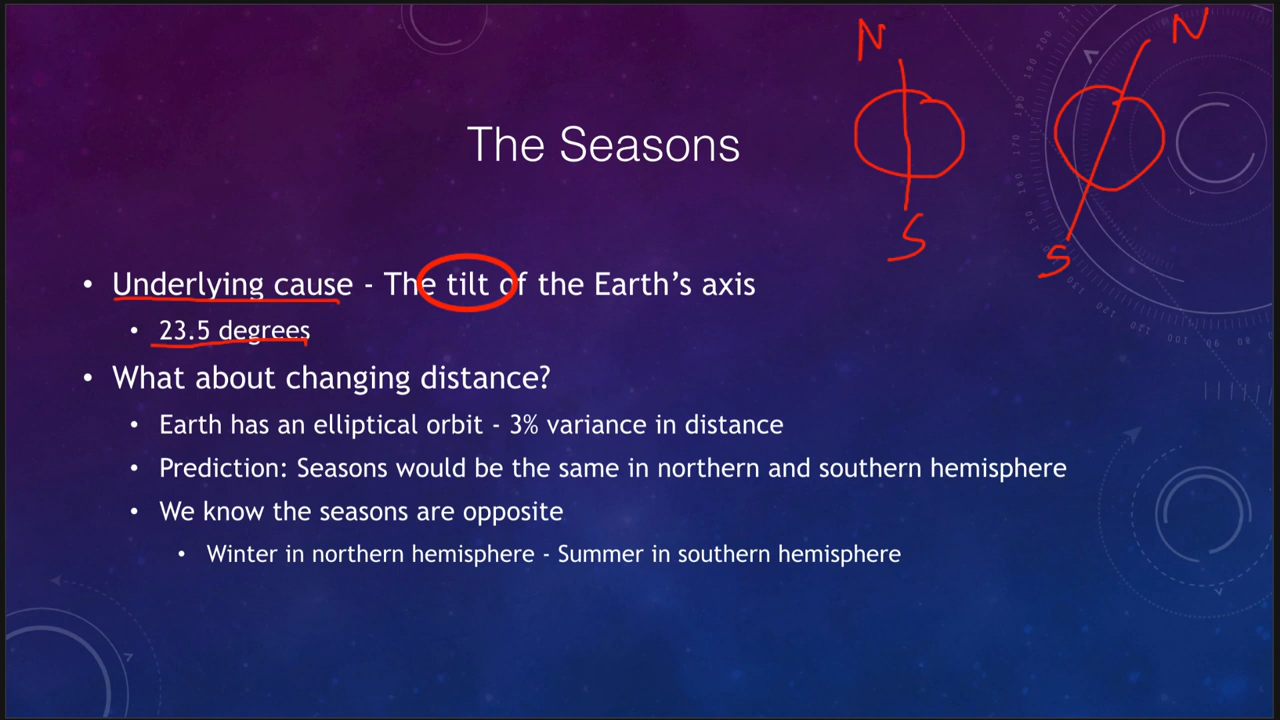 N
N
The Seasons
S
S
• Underlying cause - The tilt of the Earth's axis
• 23.5 degrees
• What about changing distance?
• Earth has an elliptical orbit - 3% variance in distance
• Prediction: Seasons would be the same in northern and southern hemisphere
• We know the seasons are opposite
• Winter in northern hemisphere - Summer in southern hemisphere